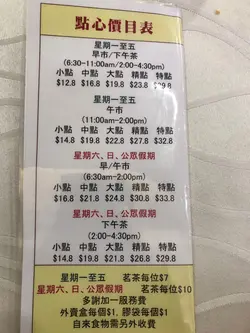 點心價目表
星期一至五
早市/下午茶
(6:30-11:00am/2:00-4:30pm)
小點 中點 大點 精點 特點
$12.8 $16.8 $19.8 $23.8 $29.8
星期一至五
午市
(11:00am-2:00pm)
小點 中點 大點 精點 特點
$14.8 $19.8 $22.8 $27.8 $32.8
星期六、日、公眾假期
早/午市
(6:30am-2:00pm)
小點 中點 大點 精點 特點
$16.8 $21.8 $24.8 $30.8 $33.8
星期六、日、公眾假期
下午茶
(2:00-4:30pm)
小點 中點 大點 精點 特點
$14.8 $19.8 $21.8 $26.8 $29.8
星期一至五 茗茶每位$7
星期六、日、公眾假期 茗茶每位$10
多謝加一服務費
外賣盒每個$1, 膠袋每個$1
自來食物需另外收費